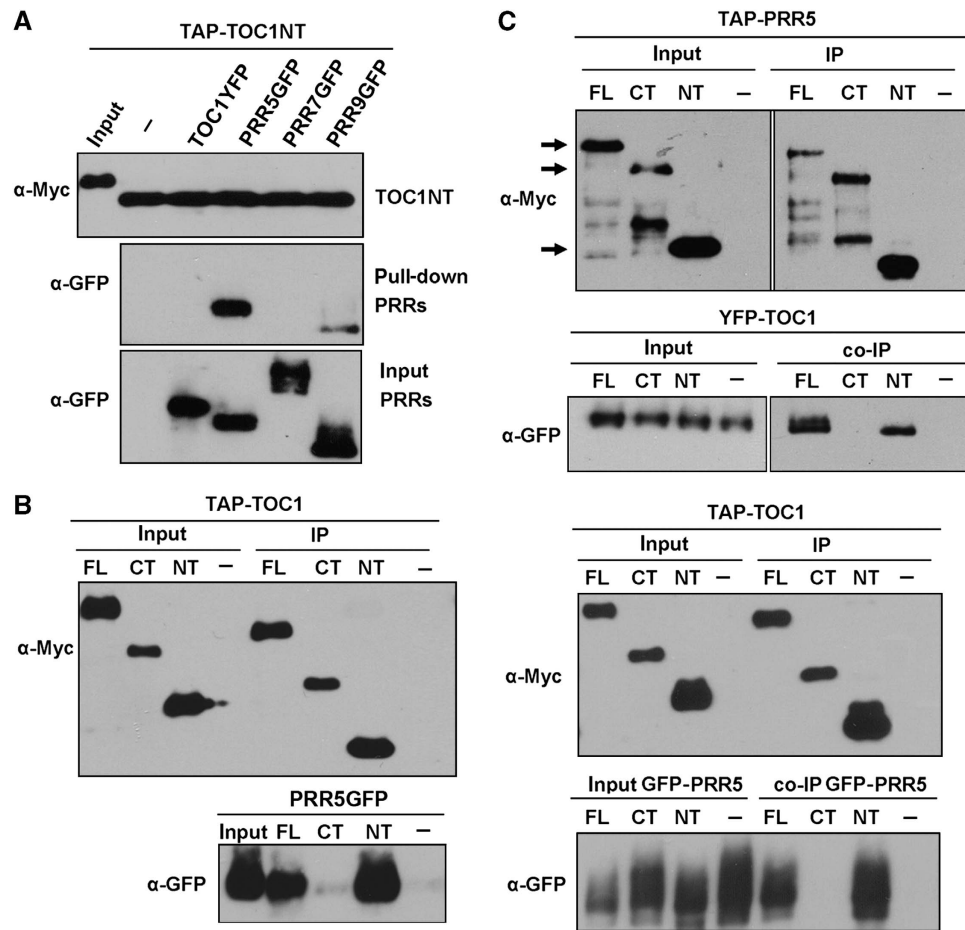 A
TAP-TOC1NT
Input – TOC1YFP PRR5GFP PRR7GFP PRR9GFP
α-Myc TOC1NT
α-GFP Pull-down PRRs
α-GFP Input PRRs
B
TAP-TOC1
Input IP
FL CT NT – FL CT NT –
α-Myc
PRR5GFP
Input FL CT NT –
α-GFP
C
TAP-PRR5
Input IP
FL CT NT – FL CT NT –
α-Myc
YFP-TOC1
Input co-IP
FL CT NT – FL CT NT –
α-GFP
TAP-TOC1
Input IP
FL CT NT – FL CT NT –
α-Myc
Input GFP-PRR5 co-IP GFP-PRR5
FL CT NT – FL CT NT –
α-GFP